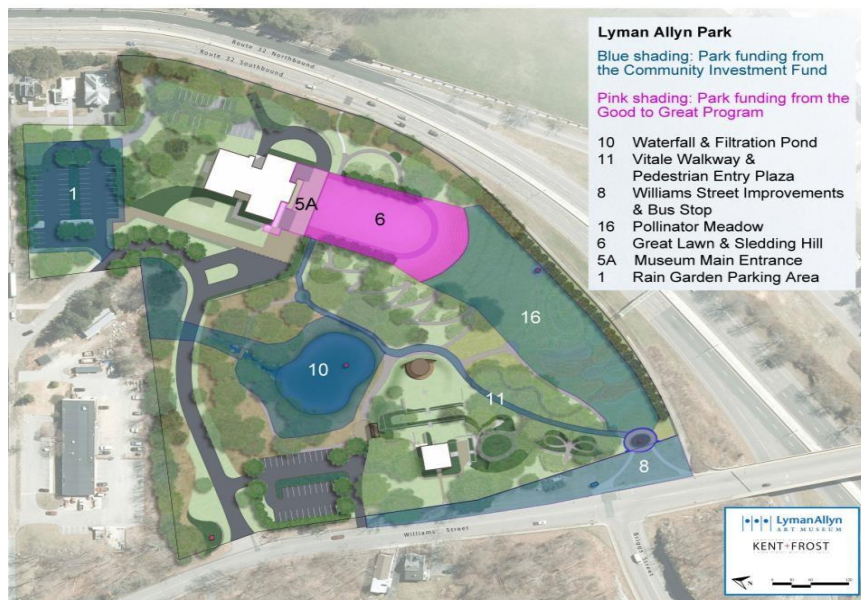 Lyman Allyn Park
Blue shading: Park funding from
the Community Investment Fund
Pink shading: Park funding from the
Good to Great Program
10 Waterfall & Filtration Pond
11 Vitale Walkway &
Pedestrian Entry Plaza
8 Williams Street Improvements
& Bus Stop
16 Pollinator Meadow
6 Great Lawn & Sledding Hill
5A Museum Main Entrance
1 Rain Garden Parking Area
Route 32 Northbound
Route 32 Southbound
1
5A
6
16
10
11
8
Williams Street
Briggs Street
LymanAllyn
ART MUSEUM
KENT+FROST
N